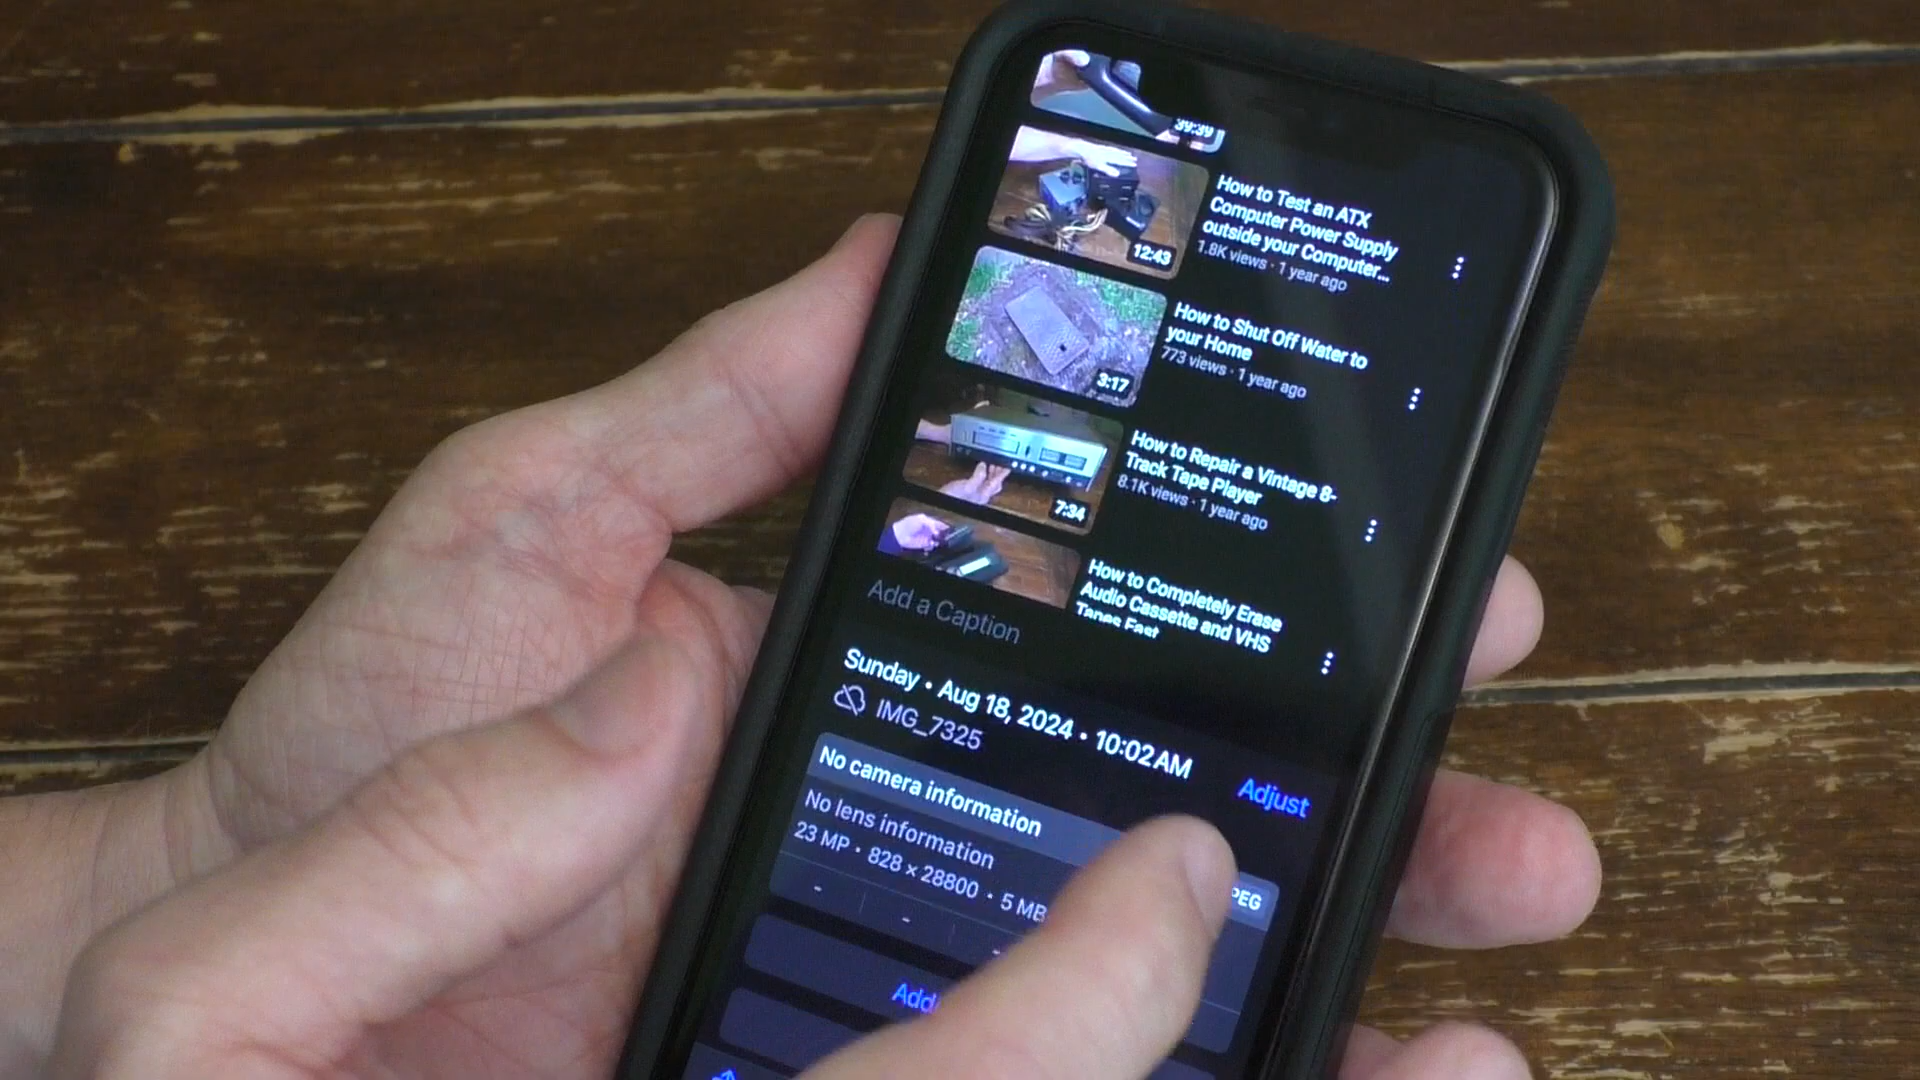 39:39
12:43
How to Test an ATX
Computer Power Supply
outside your Computer...
1.8K views · 1 year ago
3:17
How to Shut Off Water to
your Home
773 views · 1 year ago
7:34
How to Repair a Vintage 8-
Track Tape Player
8.1K views · 1 year ago
How to Completely Erase
Audio Cassette and VHS
Tapes Fast
Add a Caption
Sunday • Aug 18, 2024 • 10:02 AM
Adjust
IMG_7325
No camera information
No lens information
23 MP • 828 × 28800 • 5 MB
PEG
- - -
Add